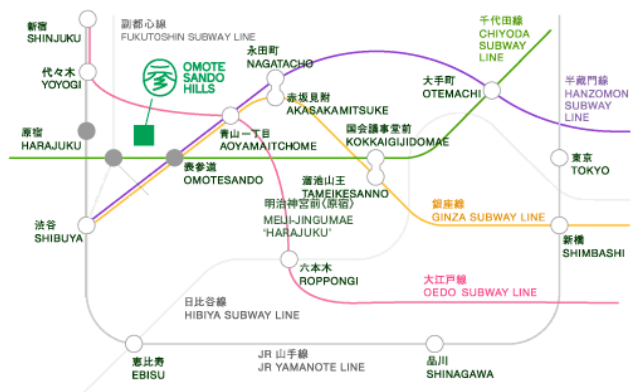 新宿
SHINJUKU
副都心線
FUKUTOSHIN SUBWAY LINE
代々木
YOYOGI
OMOTE
SANDO
HILLS
永田町
NAGATACHO
千代田線
CHIYODA
SUBWAY
LINE
大手町
OTEMACHI
半蔵門線
HANZOMON
SUBWAY
LINE
赤坂見附
AKASAKAMITSUKE
原宿
HARAJUKU
青山一丁目
AOYAMAITCHOME
国会議事堂前
KOKKAIGIJIDOMAE
表参道
OMOTESANDO
東京
TOKYO
溜池山王
TAMEIKESANNO
明治神宮前〈原宿〉
MEIJI-JINGUMAE
'HARAJUKU'
銀座線
GINZA SUBWAY LINE
渋谷
SHIBUYA
新橋
SHIMBASHI
六本木
ROPPONGI
大江戸線
OEDO SUBWAY LINE
日比谷線
HIBIYA SUBWAY LINE
恵比寿
EBISU
JR 山手線
JR YAMANOTE LINE
品川
SHINAGAWA